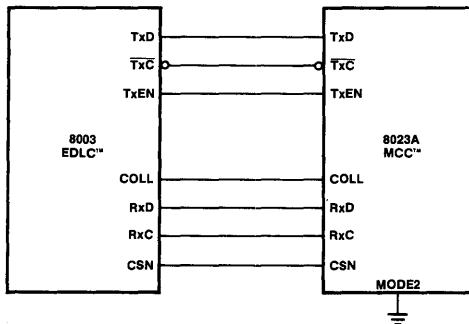 TxD TxD
TxC TxC
TxEN TxEN
8003
EDLC™
8023A
MCC™
COLL COLL
RxD RxD
RxC RxC
CSN CSN
MODE2